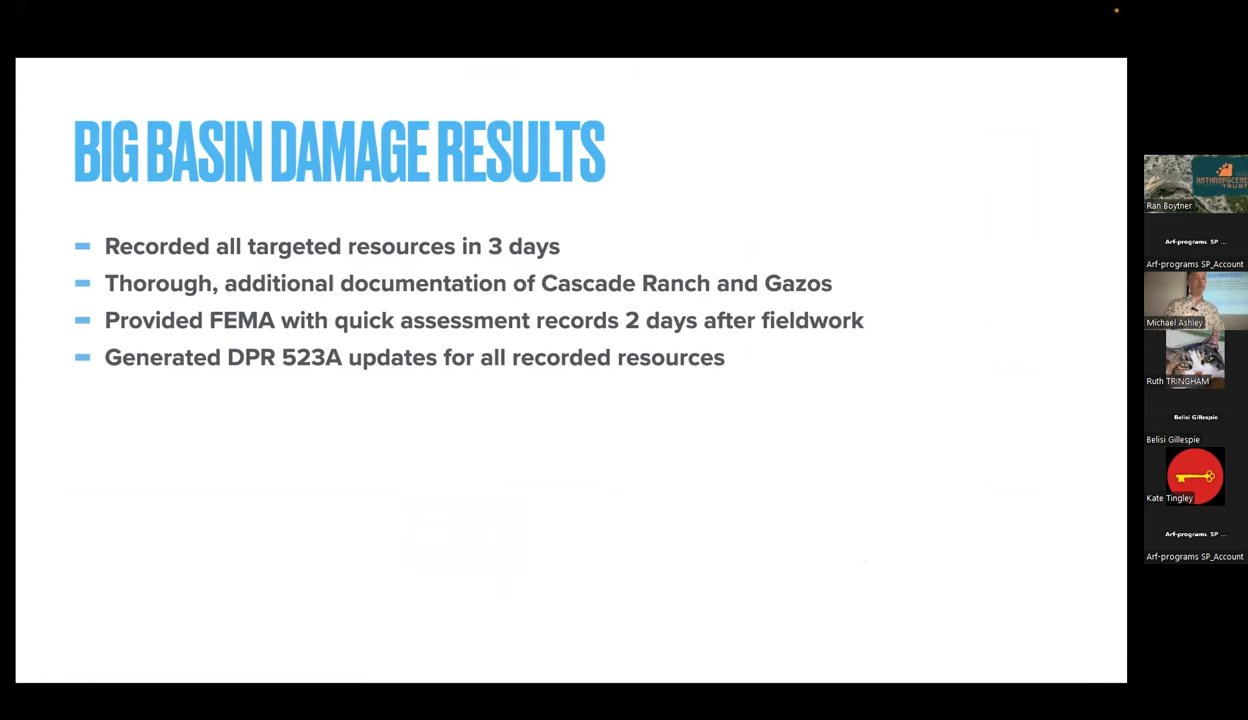 BIG BASIN DAMAGE RESULTS
Recorded all targeted resources in 3 days
Thorough, additional documentation of Cascade Ranch and Gazos
Provided FEMA with quick assessment records 2 days after fieldwork
Generated DPR 523A updates for all recorded resources
ANTHROPOCENE
TRUST
Ran Boytner
Arf-programs SP ...
Arf-programs SP_Account
Michael Ashley
Ruth TRINGHAM
Belisi Gillespie
Belisi Gillespie
Kate Tingley
Arf-programs SP ...
Arf-programs SP_Account